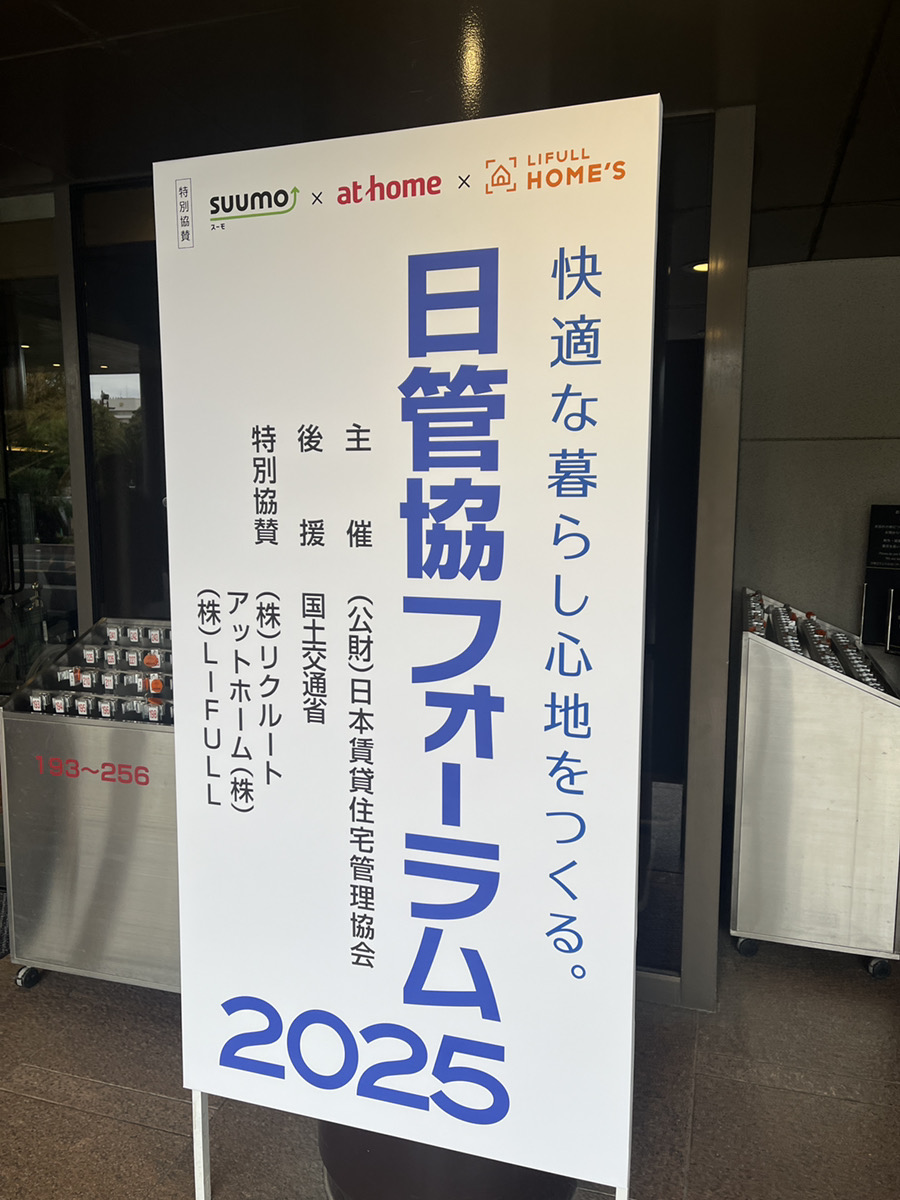 特別協賛
suumo
スーモ
×
at home
×
LIFULL
HOME'S
快適な暮らし心地をつくる。
日管協フォーラム
2025
主催 (公財)日本賃貸住宅管理協会
後援 国土交通省
特別協賛 (株)リクルート
アットホーム(株)
(株)LIFULL
193〜256